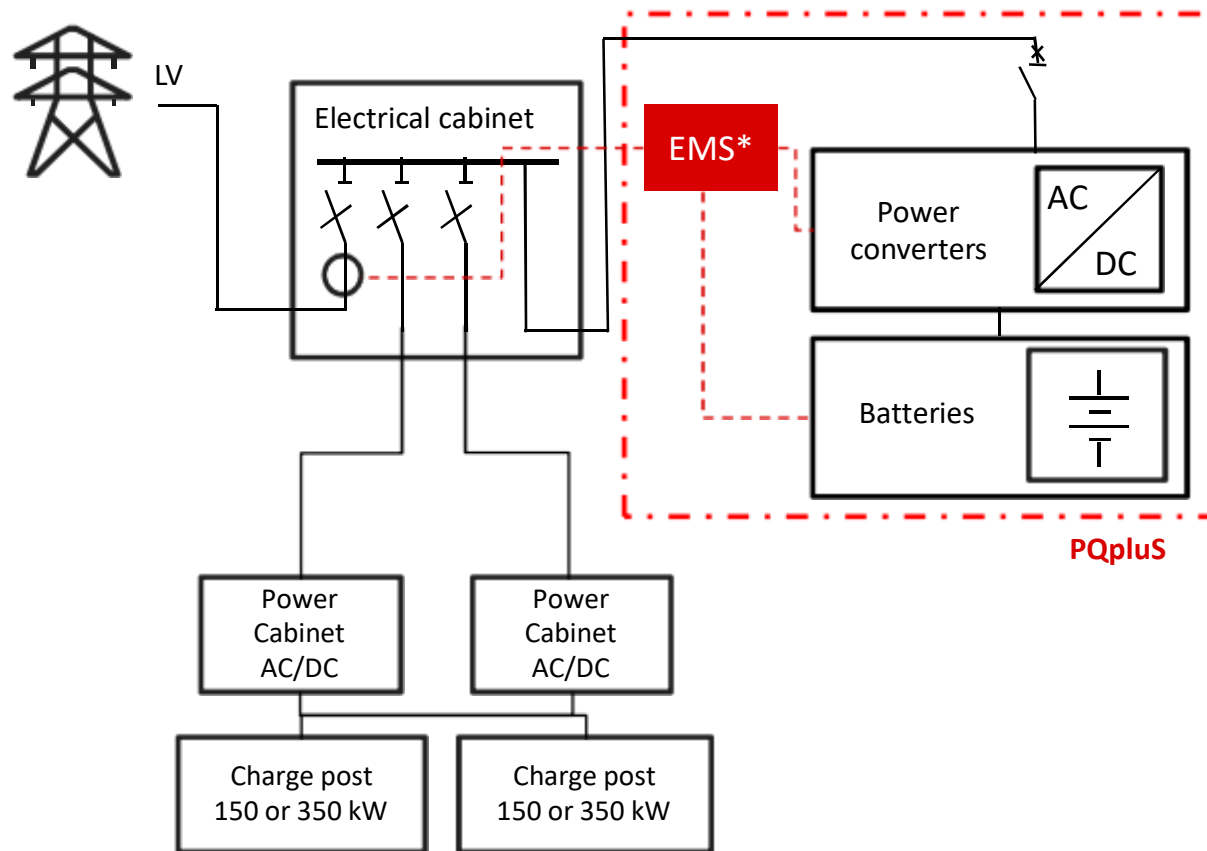 LV
Electrical cabinet
EMS*
Power
converters
AC
DC
Batteries
PQpluS
Power
Cabinet
AC/DC
Power
Cabinet
AC/DC
Charge post
150 or 350 kW
Charge post
150 or 350 kW